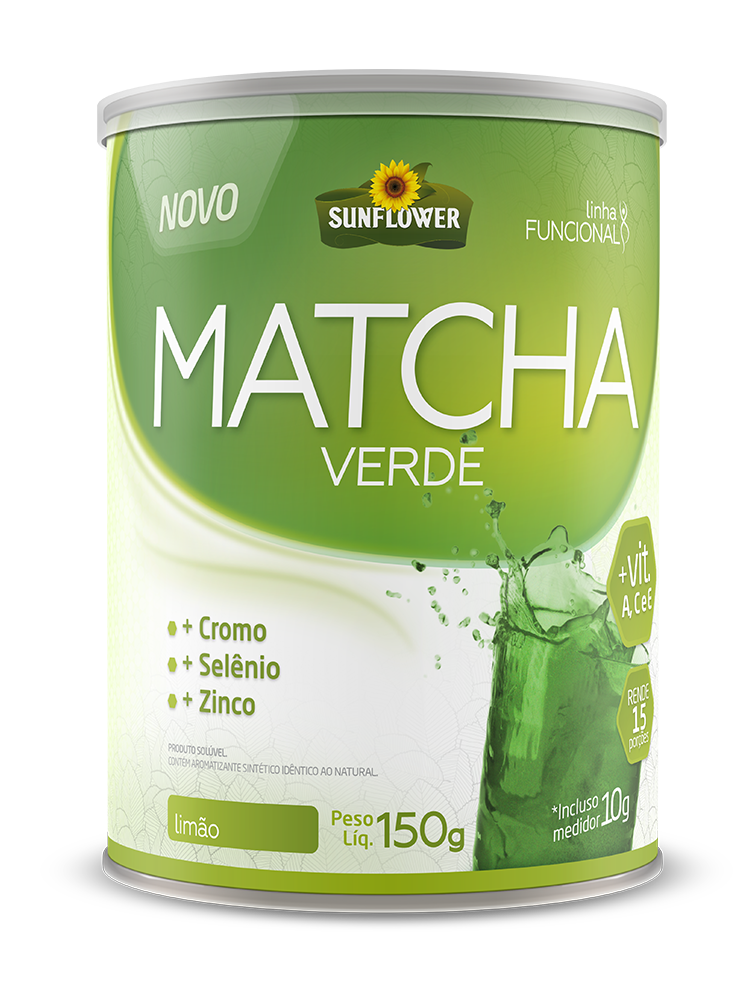 NOVO
SUNFLOWER
linha
FUNCIONAL
MATCHA
VERDE
+vit.
A, C e E
+ Cromo
+ Selênio
+ Zinco
RENDE
15
porções
PRODUTO SOLÚVEL.
CONTÉM AROMATIZANTE SINTÉTICO IDÊNTICO AO NATURAL.
limão
Peso
Líq. 150g
*Incluso
medidor 10g